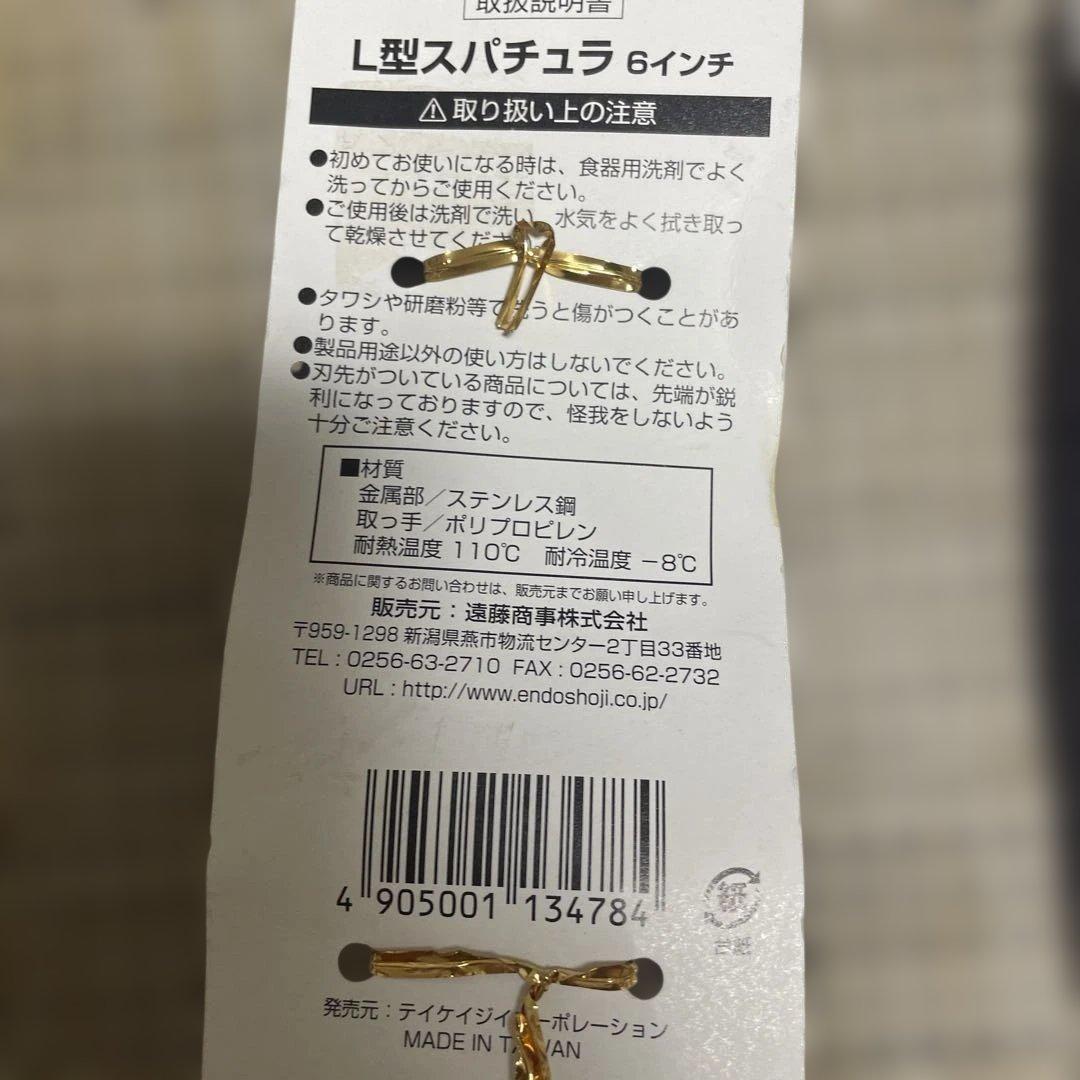 取扱説明書
L型スパチュラ 6インチ
⚠取り扱い上の注意
●初めてお使いになる時は、食器用洗剤でよく
洗ってからご使用ください。
●ご使用後は洗剤で洗い、水気をよく拭き取っ
て乾燥させてくださ
●タワシや研磨粉等で洗うと傷がつくことがあ
ります。
●製品用途以外の使い方はしないでください。
●刃先がついている商品については、先端が鋭
利になっておりますので、怪我をしないよう
十分ご注意ください。
■材質
金属部／ステンレス鋼
取っ手／ポリプロピレン
耐熱温度 110℃ 耐冷温度 −8℃
※商品に関するお問い合わせは、販売元までお願い申し上げます。
販売元：遠藤商事株式会社
〒959-1298 新潟県燕市物流センター2丁目33番地
TEL：0256-63-2710 FAX：0256-62-2732
URL：http://www.endoshoji.co.jp/
4 905001 134784
紙
台紙
発売元：テイケイジイコーポレーション
MADE IN TAIWAN